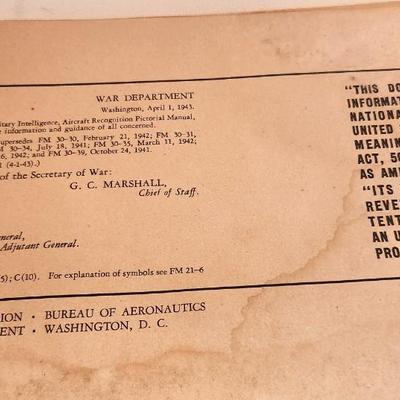 WAR DEPARTMENT
Washington, April 1, 1943.
Intelligence, Aircraft Recognition Pictorial Manual,
information and guidance of all concerned.
upersedes FM 30-30, February 21, 1942; FM 30-31,
M 30-34, July 18, 1941; FM 30-35, March 11, 1942;
6, 1942; and FM 30-39, October 24, 1941.
(4-1-43).)
of the Secretary of War:
G. C. MARSHALL,
Chief of Staff.
eneral,
Adjutant General.
5); C(10). For explanation of symbols see FM 21-6
ION · BUREAU OF AERONAUTICS
ENT · WASHINGTON, D. C.
"THIS DO
INFORMAT
NATIONAL
UNITED
MEANIN
ACT, 50
AS AME
"ITS
REVE
TENT
AN U
PRO